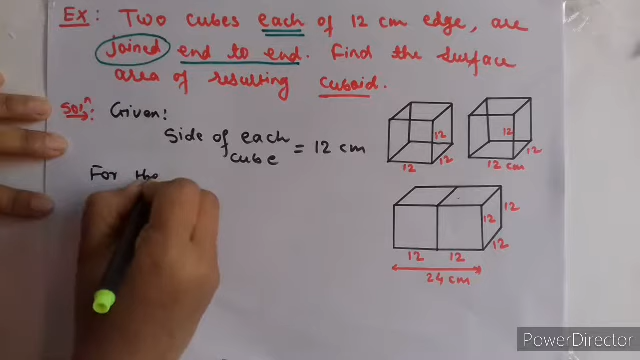 Ex: Two cubes each of 12 cm edge, are
joined end to end. Find the surface
area of resulting cuboid.
Solⁿ: Given:
Side of each
cube = 12 cm
For the
12
12
12
12
12
12 cm
12
12
12
12 12
24 cm
PowerDirector